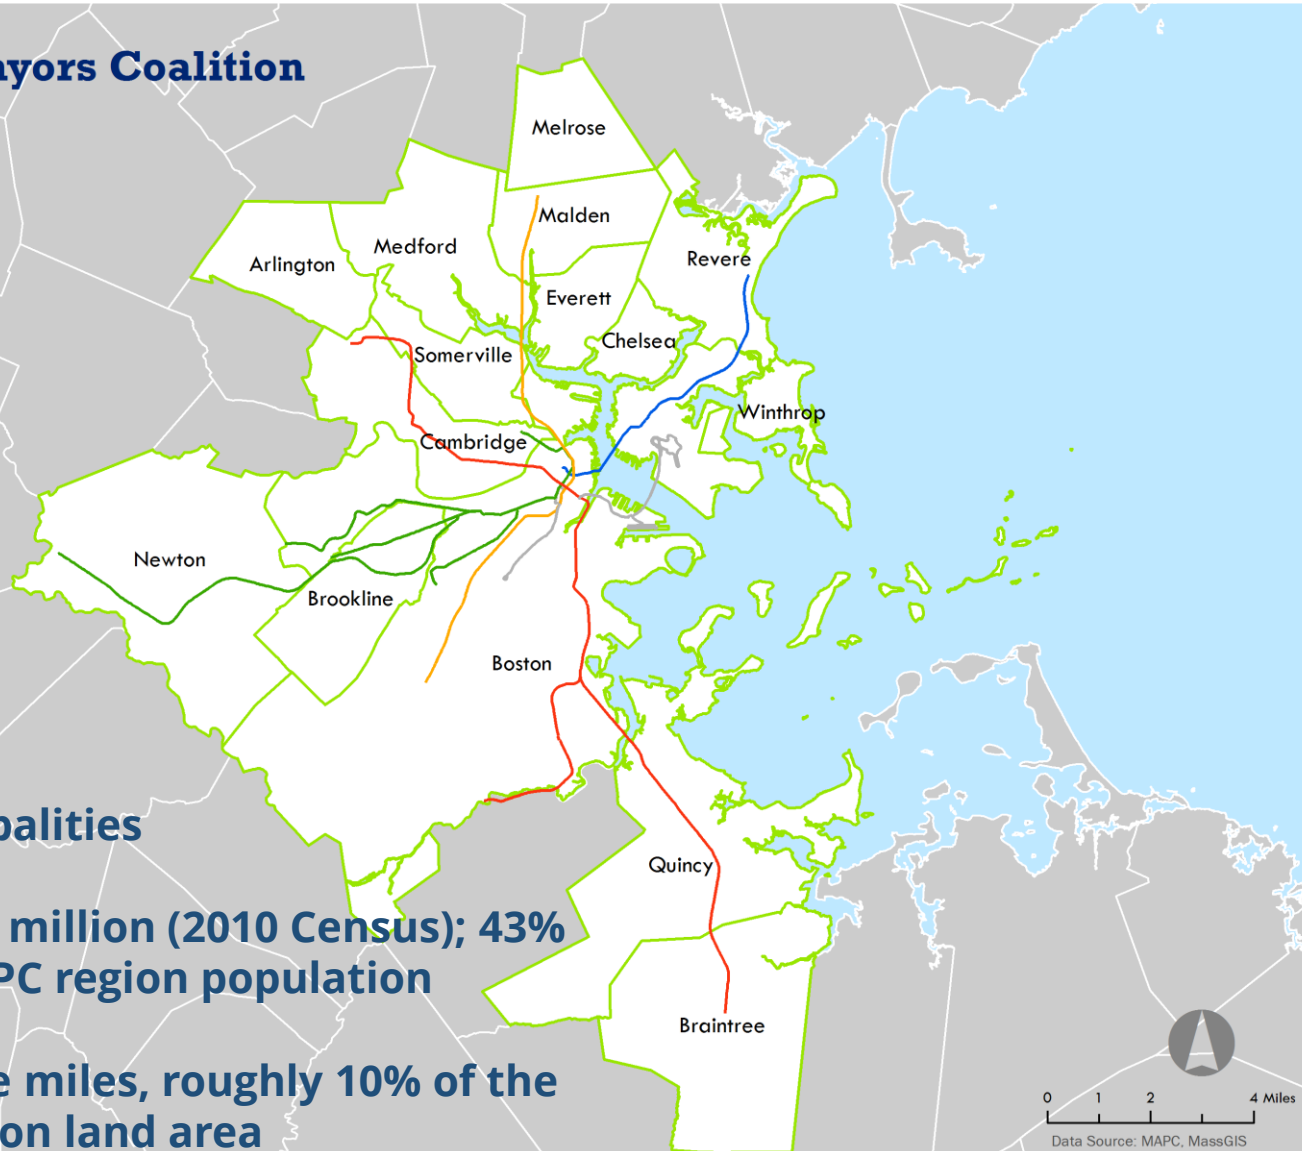 ayors Coalition
Melrose
Malden
Medford
Arlington
Revere
Everett
Chelsea
Somerville
Winthrop
Cambridge
Newton
Brookline
Boston
palities
Quincy
million (2010 Census); 43%
PC region population
Braintree
e miles, roughly 10% of the
on land area
0 1 2 4 Miles
Data Source: MAPC, MassGIS